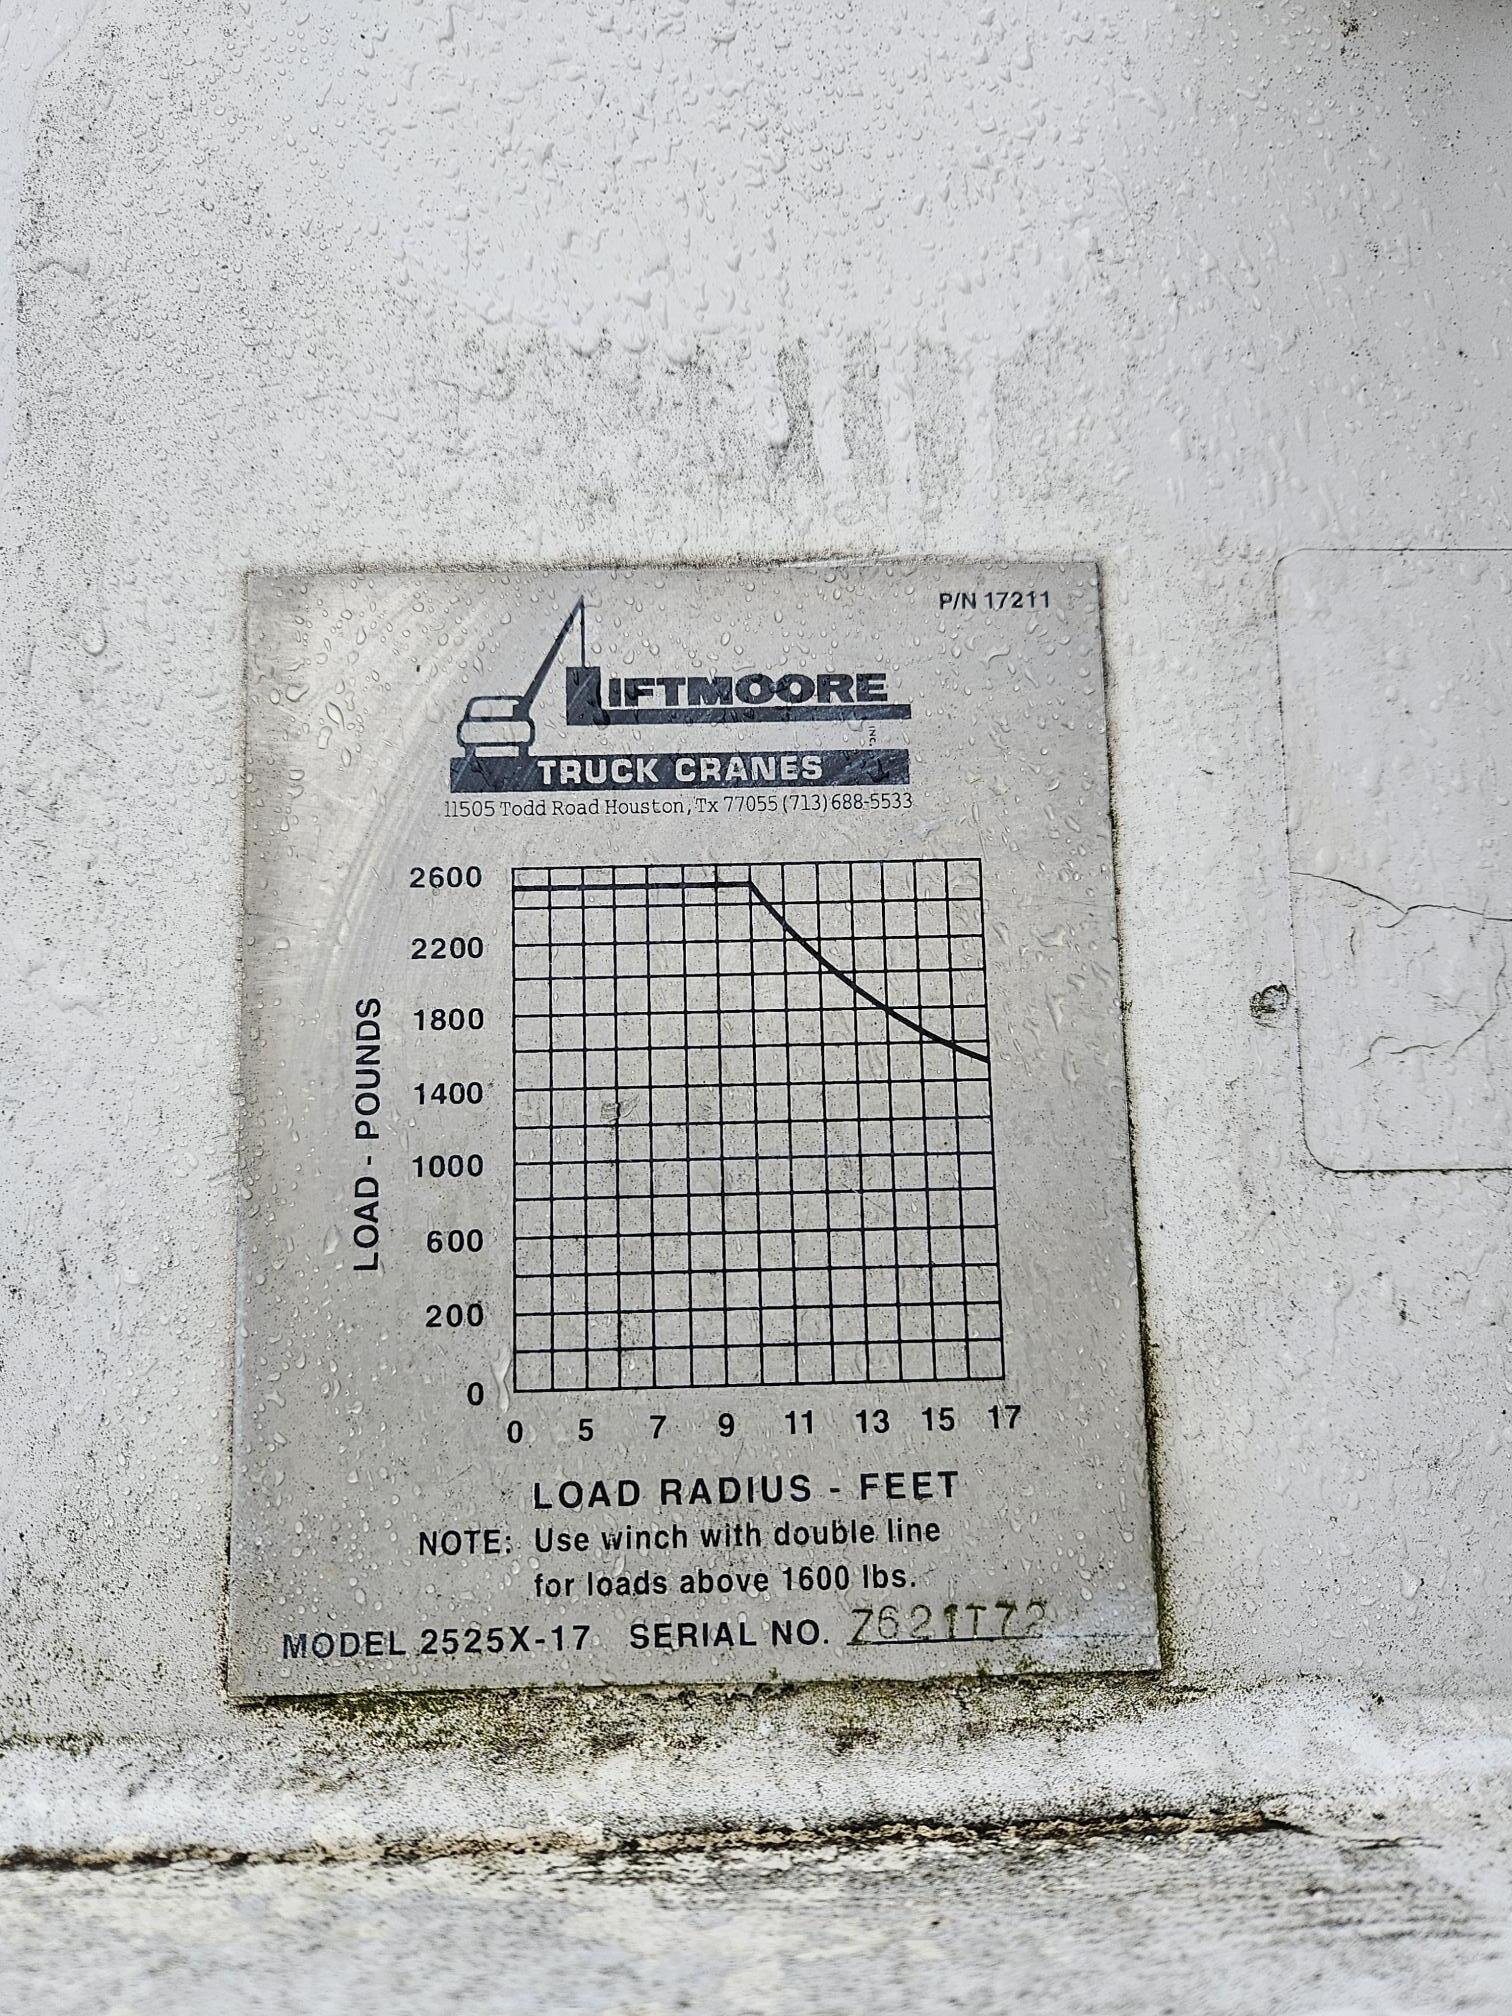 P/N 17211
LIFTMOORE
INC.
TRUCK CRANES
11505 Todd Road Houston, Tx 77055 (713) 688-5533
2600
2200
1800
1400
1000
600
200
0
LOAD - POUNDS
0 5 7 9 11 13 15 17
LOAD RADIUS - FEET
NOTE: Use winch with double line
for loads above 1600 lbs.
MODEL 2525X-17 SERIAL NO. Z621T72